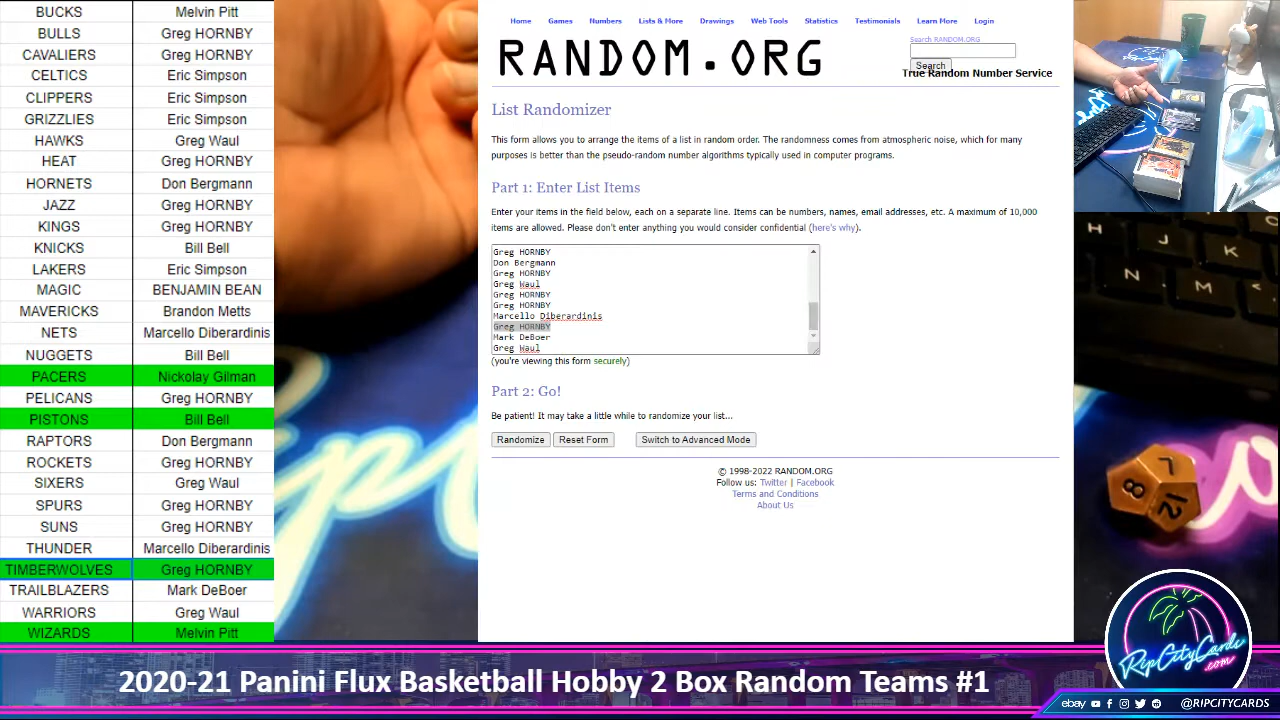 BUCKS Melvin Pitt
BULLS Greg HORNBY
CAVALIERS Greg HORNBY
CELTICS Eric Simpson
CLIPPERS Eric Simpson
GRIZZLIES Eric Simpson
HAWKS Greg Waul
HEAT Greg HORNBY
HORNETS Don Bergmann
JAZZ Greg HORNBY
KINGS Greg HORNBY
KNICKS Bill Bell
LAKERS Eric Simpson
MAGIC BENJAMIN BEAN
MAVERICKS Brandon Metts
NETS Marcello Diberardinis
NUGGETS Bill Bell
PACERS Nickolay Gilman
PELICANS Greg HORNBY
PISTONS Bill Bell
RAPTORS Don Bergmann
ROCKETS Greg HORNBY
SIXERS Greg Waul
SPURS Greg HORNBY
SUNS Greg HORNBY
THUNDER Marcello Diberardinis
TIMBERWOLVES Greg HORNBY
TRAILBLAZERS Mark DeBoer
WARRIORS Greg Waul
WIZARDS Melvin Pitt
Home Games Numbers Lists & More Drawings Web Tools Statistics Testimonials Learn More Login
RANDOM.ORG
Search RANDOM.ORG
Search
True Random Number Service
List Randomizer
This form allows you to arrange the items of a list in random order. The randomness comes from atmospheric noise, which for many
purposes is better than the pseudo-random number algorithms typically used in computer programs.
Part 1: Enter List Items
Enter your items in the field below, each on a separate line. Items can be numbers, names, email addresses, etc. A maximum of 10,000
items are allowed. Please don't enter anything you would consider confidential (here's why).
Greg HORNBY
Don Bergmann
Greg HORNBY
Greg Waul
Greg HORNBY
Greg HORNBY
Marcello Diberardinis
Greg HORNBY
Mark DeBoer
Greg Waul
(you're viewing this form securely)
Part 2: Go!
Be patient! It may take a little while to randomize your list...
Randomize Reset Form Switch to Advanced Mode
© 1998-2022 RANDOM.ORG
Follow us: Twitter | Facebook
Terms and Conditions
About Us
H J K
N M
7
8 12
RipCityCards
.com
2020-21 Panini Flux Basketball Hobby 2 Box Random Teams #1
ebay @RIPCITYCARDS